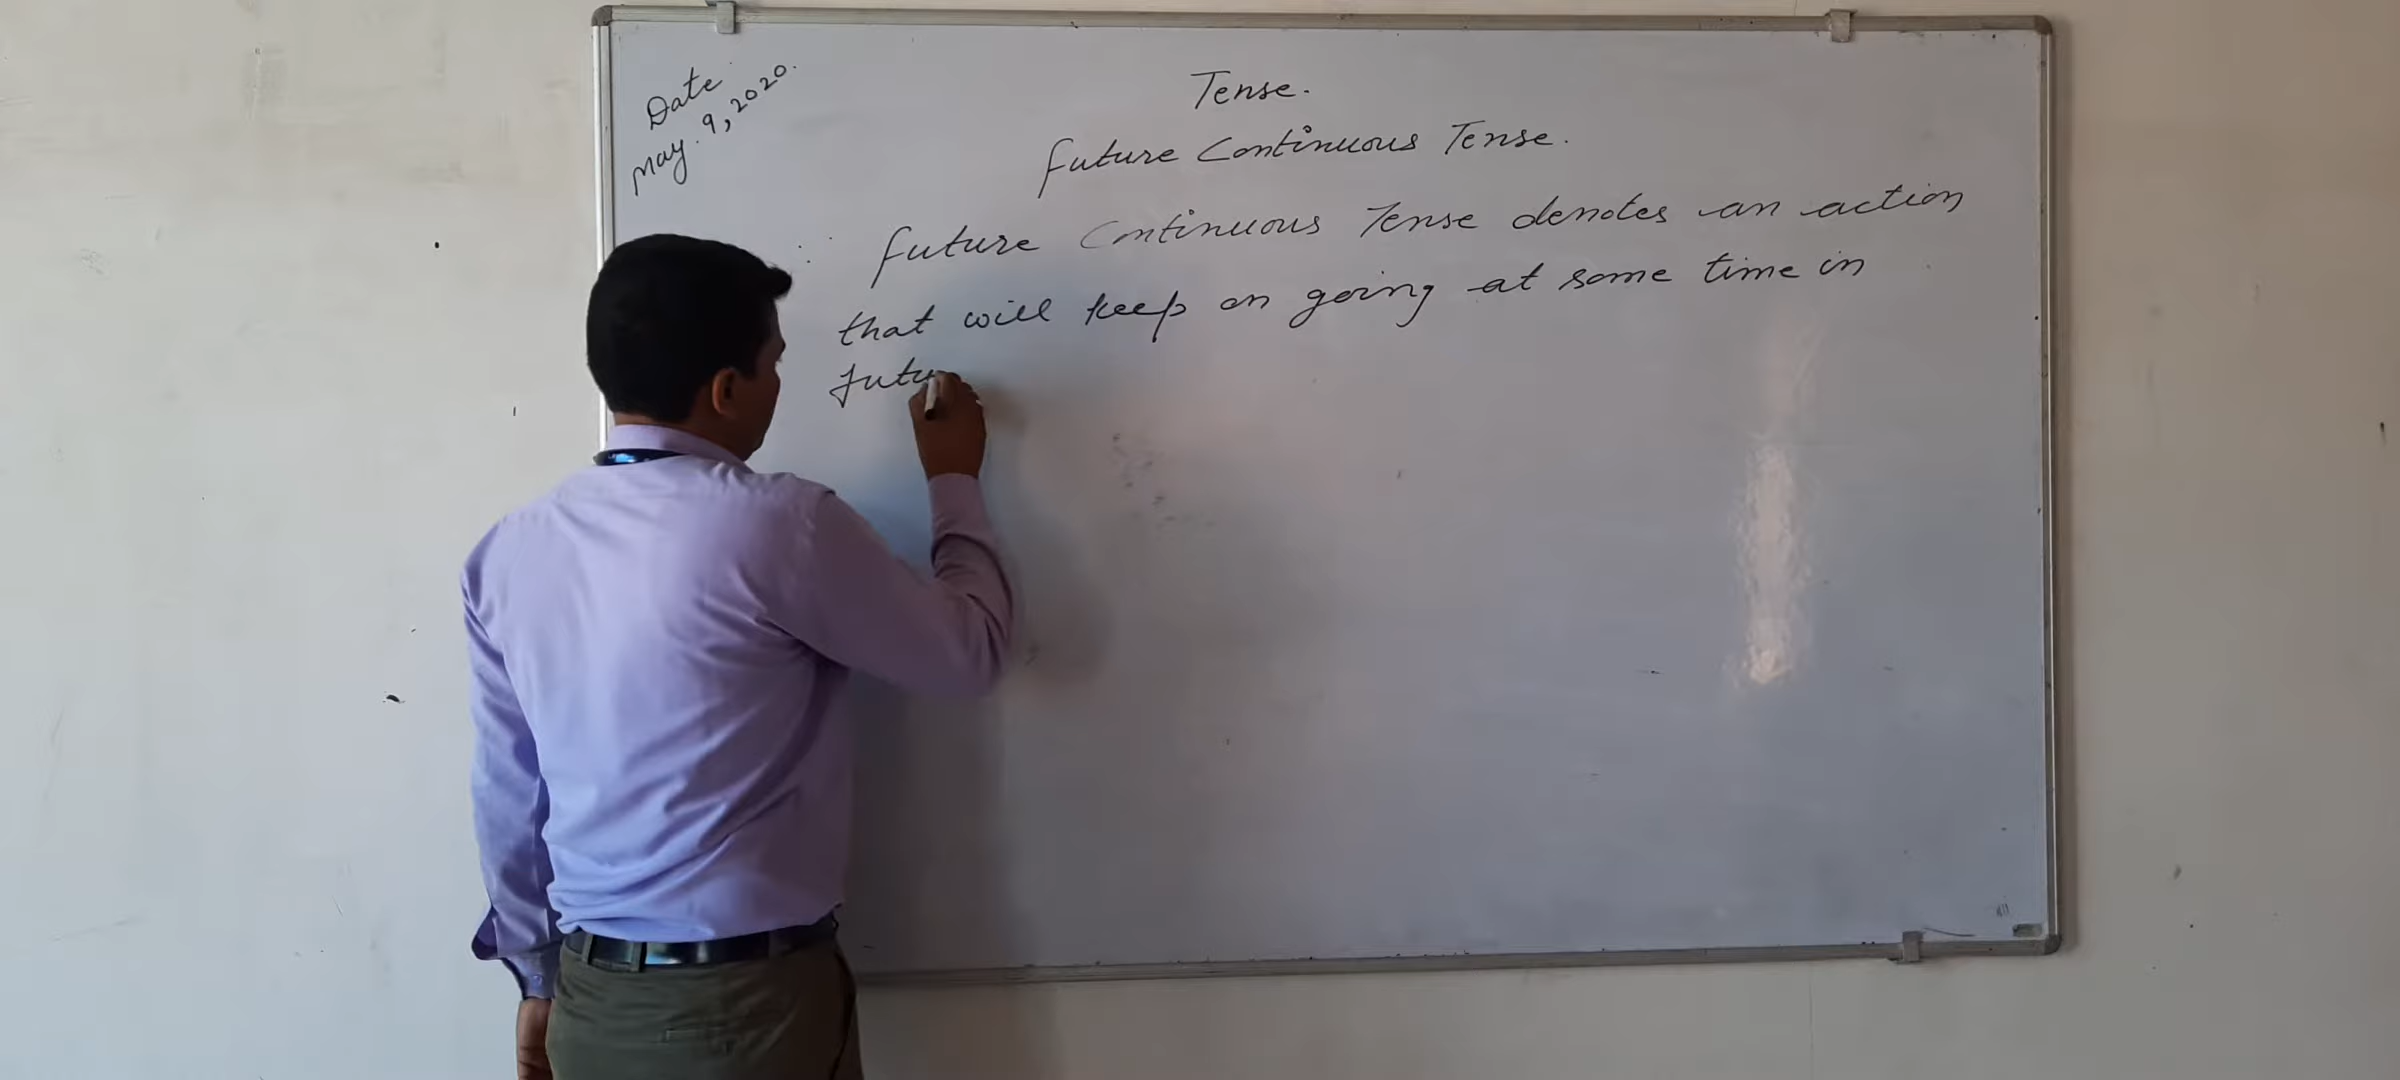 Date
May. 9, 2020.
Tense.
Future Continuous Tense.
Future Continuous Tense denotes an action
that will keep on going at some time in
futu